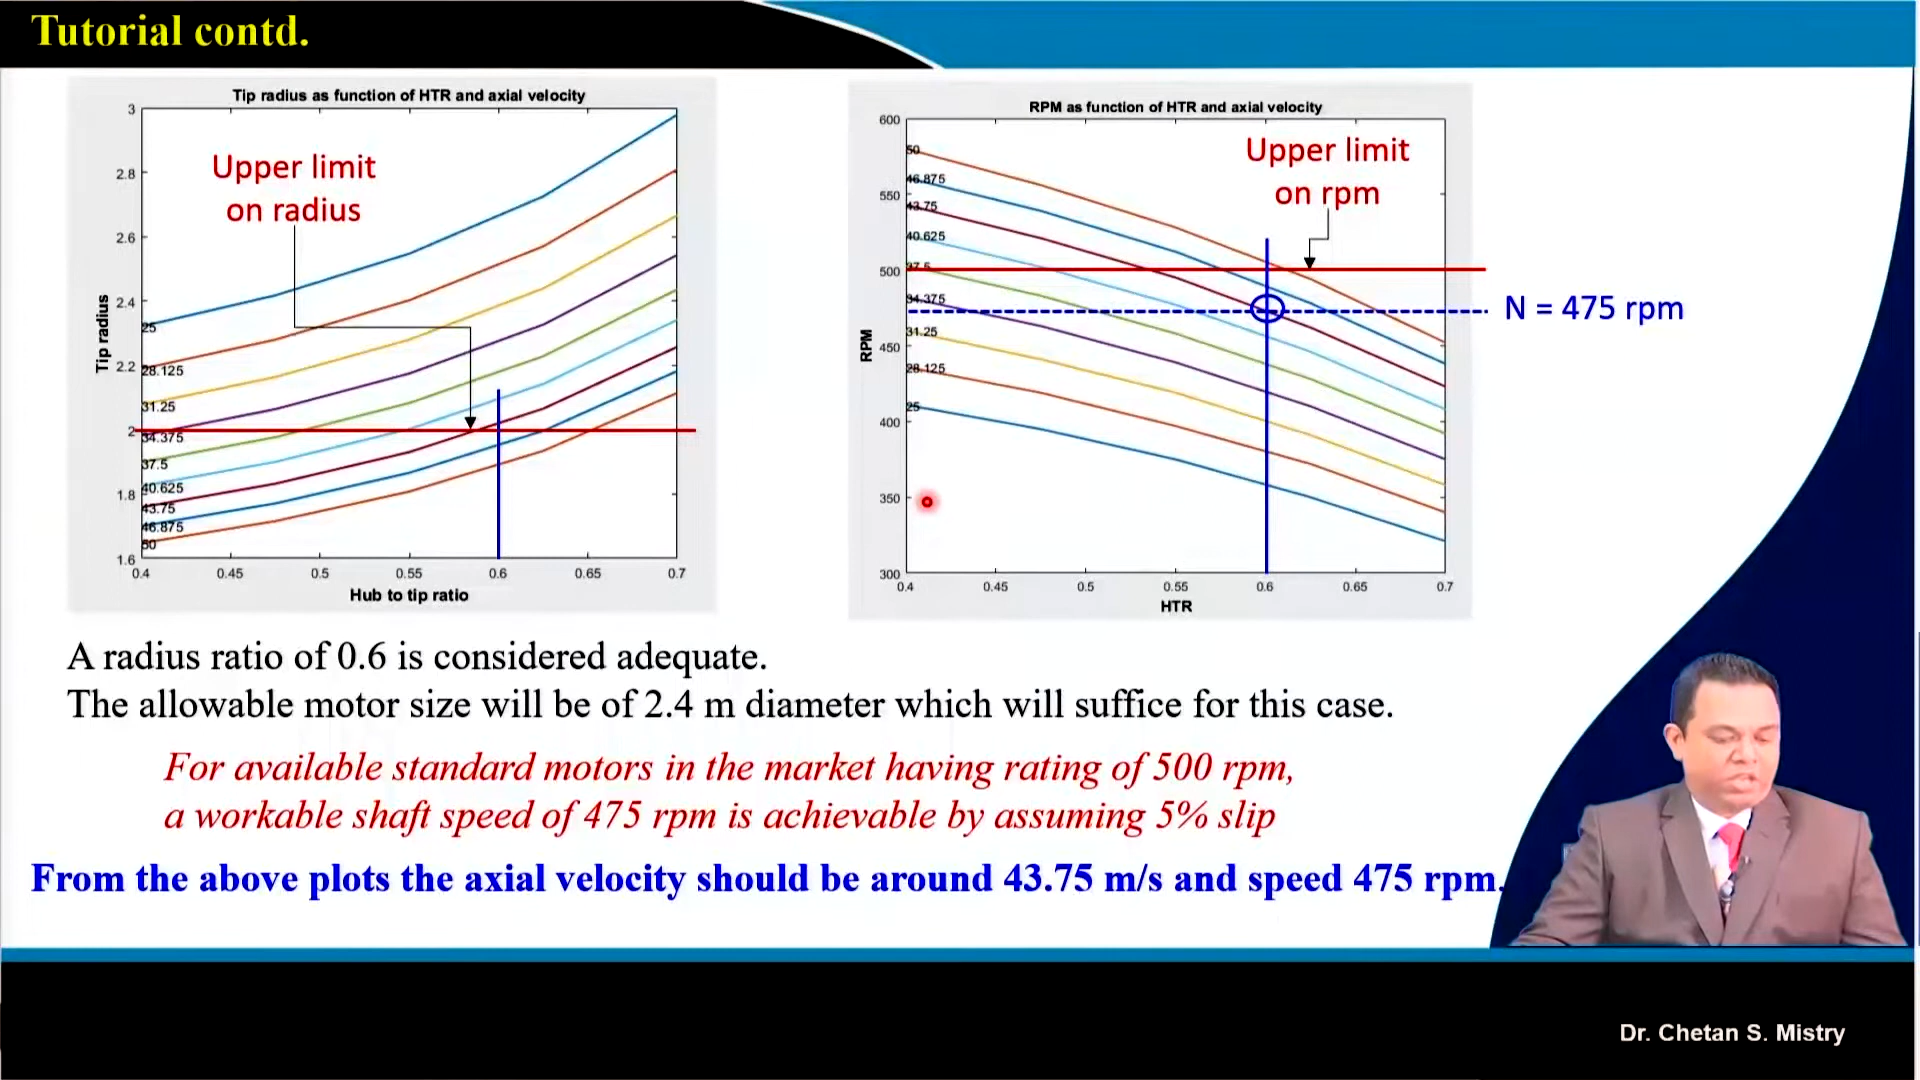 Tutorial contd.
Tip radius as function of HTR and axial velocity
Upper limit
on radius
Tip radius
3
2.8
2.6
2.4
2.2
2
1.8
1.6
25
28.125
31.25
34.375
37.5
40.625
43.75
46.875
50
0.4 0.45 0.5 0.55 0.6 0.65 0.7
Hub to tip ratio
RPM as function of HTR and axial velocity
Upper limit
on rpm
RPM
600
550
500
450
400
350
300
50
46.875
43.75
40.625
37.5
34.375
31.25
28.125
25
0.4 0.45 0.5 0.55 0.6 0.65 0.7
HTR
N = 475 rpm
A radius ratio of 0.6 is considered adequate.
The allowable motor size will be of 2.4 m diameter which will suffice for this case.
For available standard motors in the market having rating of 500 rpm,
a workable shaft speed of 475 rpm is achievable by assuming 5% slip
From the above plots the axial velocity should be around 43.75 m/s and speed 475 rpm.
Dr. Chetan S. Mistry